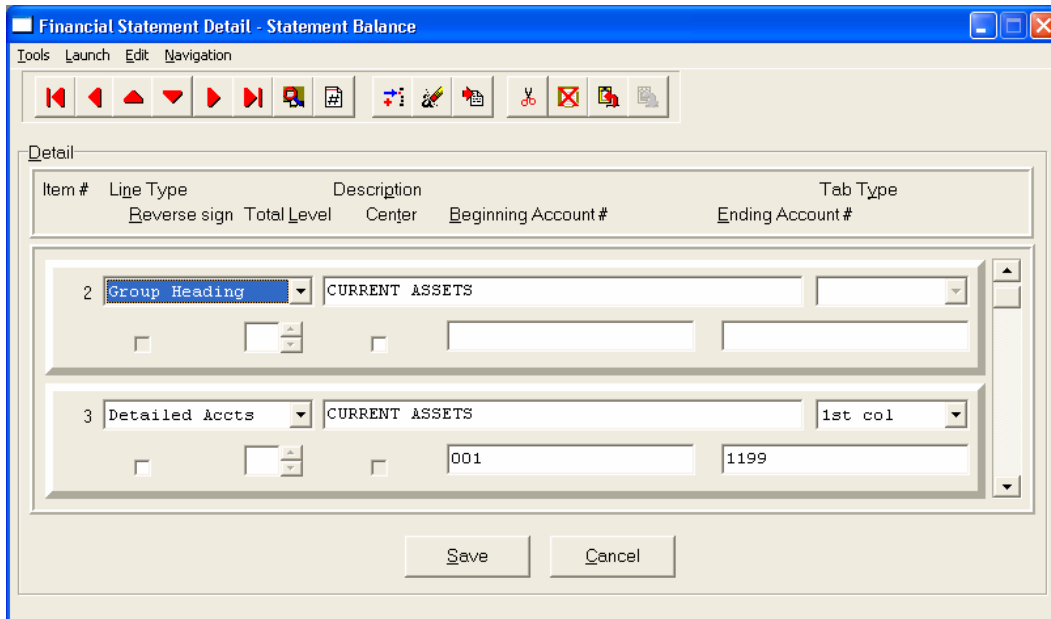 Financial Statement Detail - Statement Balance
Tools Launch Edit Navigation
#
Detail
Item # Line Type Description Tab Type
Reverse sign Total Level Center Beginning Account # Ending Account #
2 Group Heading CURRENT ASSETS
3 Detailed Accts CURRENT ASSETS 1st col
001 1199
Save Cancel